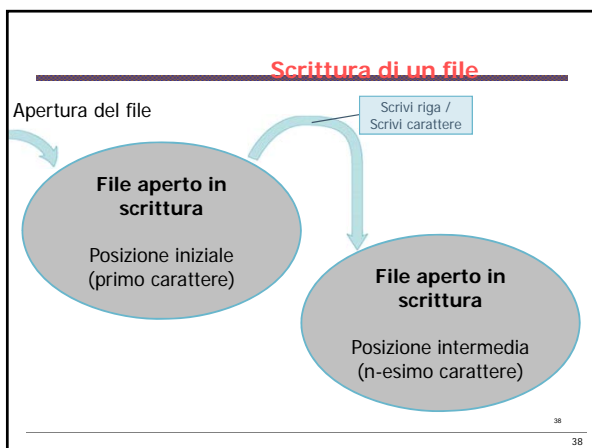 Scrittura di un file
Apertura del file
Scrivi riga /
Scrivi carattere
File aperto in
scrittura
Posizione iniziale
(primo carattere)
File aperto in
scrittura
Posizione intermedia
(n-esimo carattere)
38
38